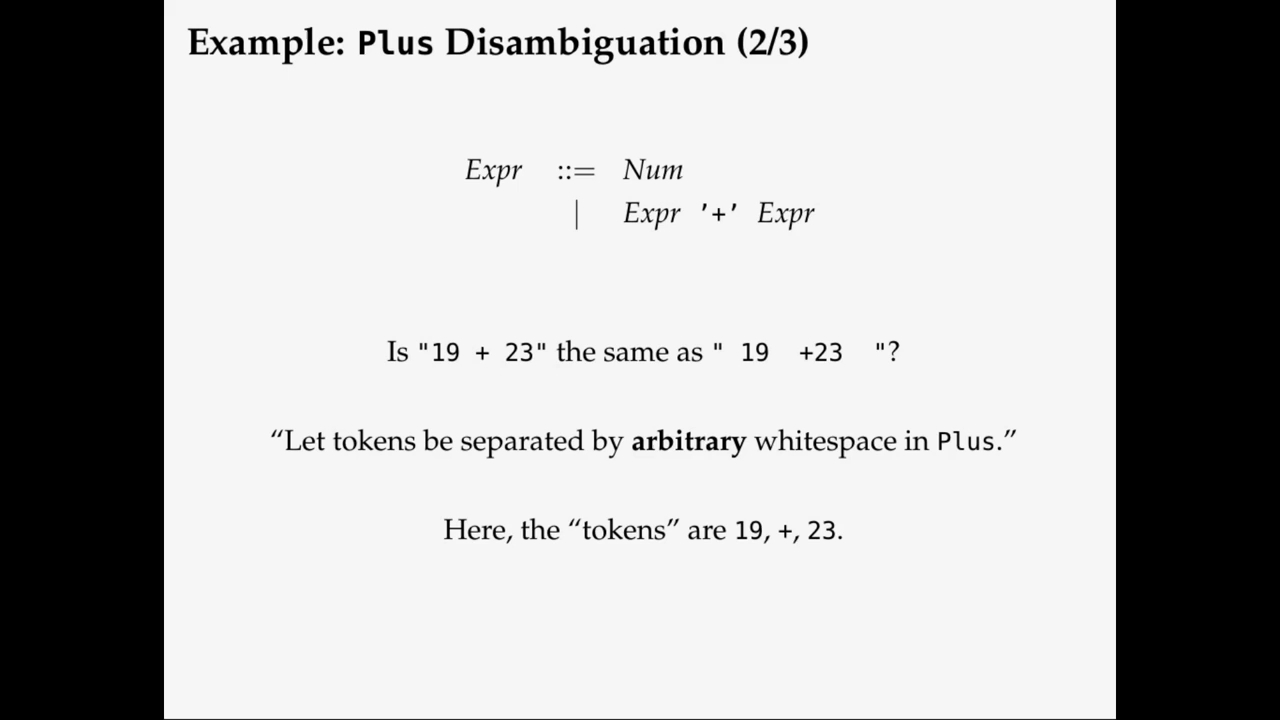 Example: Plus Disambiguation (2/3)
Expr ::= Num
| Expr '+' Expr
Is "19 + 23" the same as " 19  +23  "?
“Let tokens be separated by arbitrary whitespace in Plus.”
Here, the “tokens” are 19, +, 23.